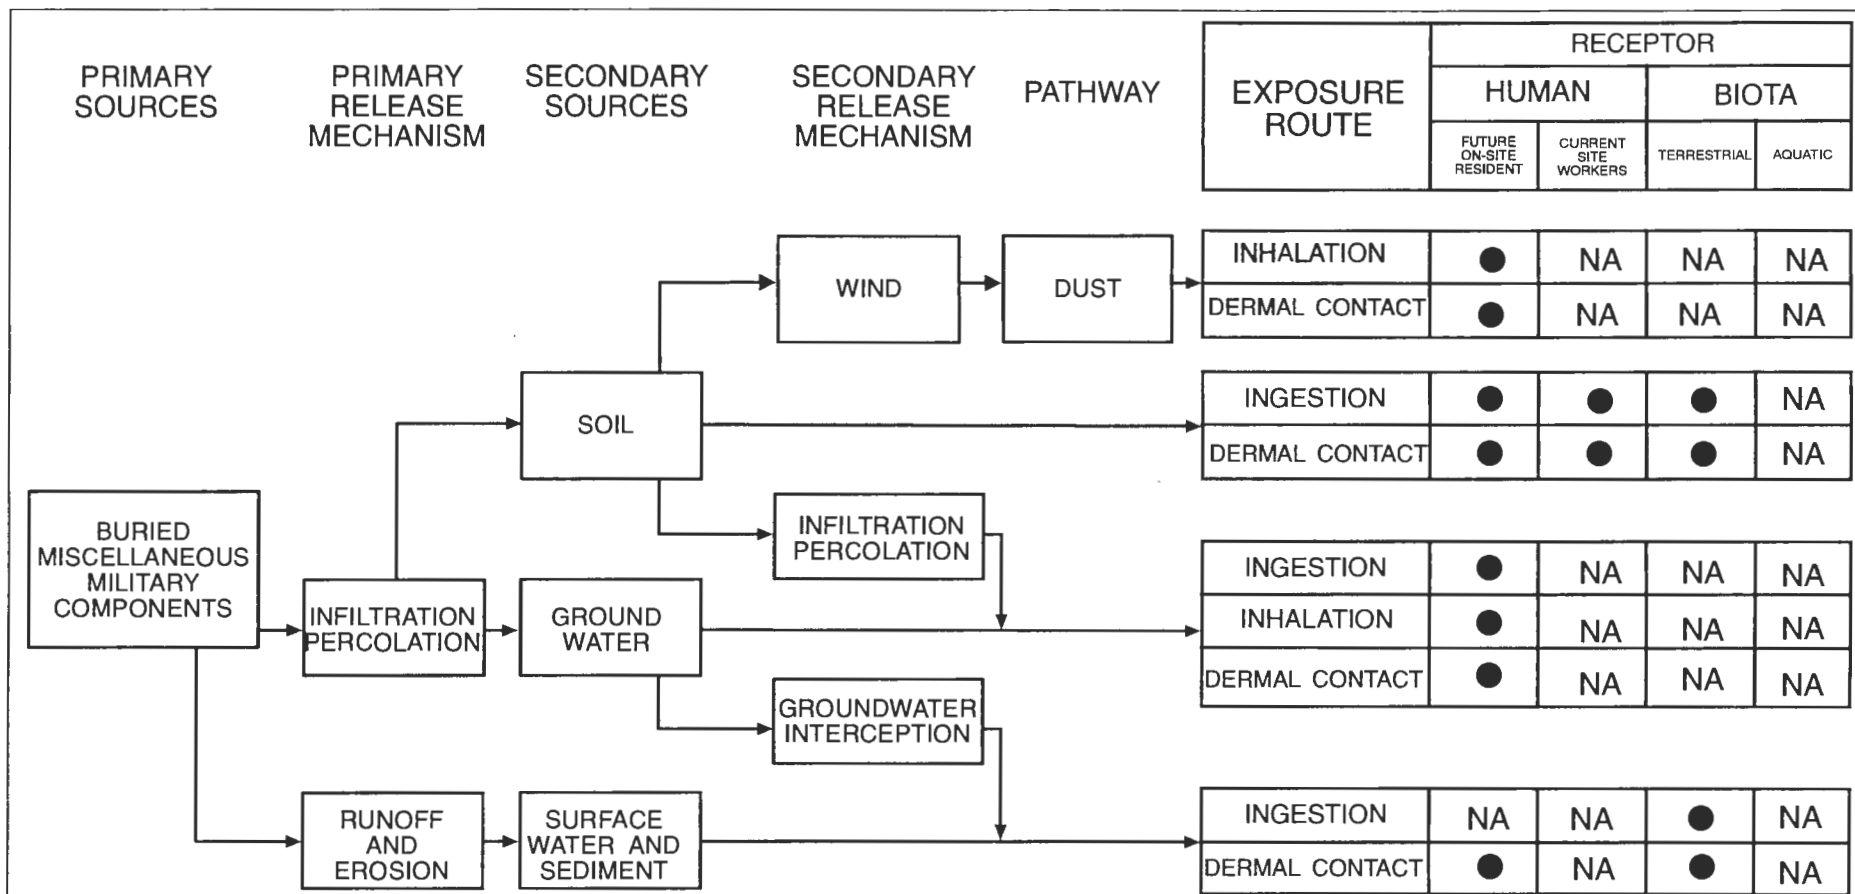 PRIMARY
SOURCES
PRIMARY
RELEASE
MECHANISM
SECONDARY
SOURCES
SECONDARY
RELEASE
MECHANISM
PATHWAY
EXPOSURE
ROUTE
RECEPTOR
HUMAN
BIOTA
FUTURE
ON-SITE
RESIDENT
CURRENT
SITE
WORKERS
TERRESTRIAL
AQUATIC
WIND
DUST
INHALATION NA NA NA
DERMAL CONTACT NA NA NA
SOIL
INGESTION NA
DERMAL CONTACT NA
BURIED
MISCELLANEOUS
MILITARY
COMPONENTS
INFILTRATION
PERCOLATION
INFILTRATION
PERCOLATION
GROUND
WATER
INGESTION NA NA NA
INHALATION NA NA NA
DERMAL CONTACT NA NA NA
GROUNDWATER
INTERCEPTION
RUNOFF
AND
EROSION
SURFACE
WATER AND
SEDIMENT
INGESTION NA NA NA
DERMAL CONTACT NA NA